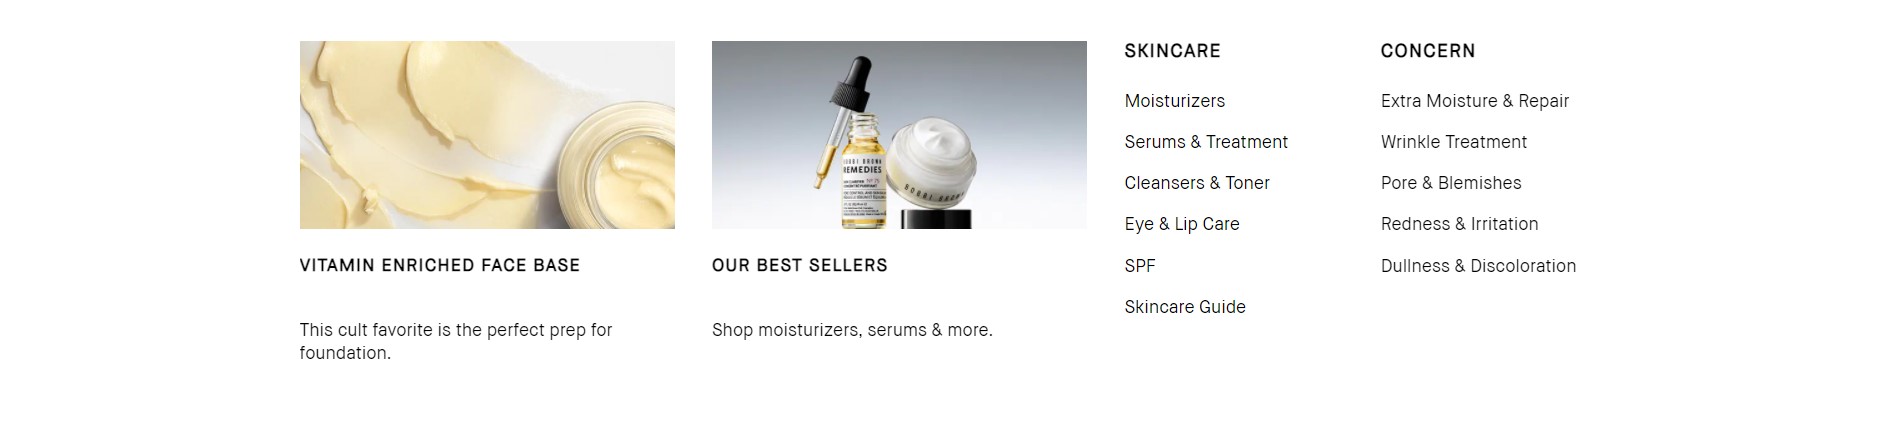 BOBBI BROWN
REMEDIES
BOBBI BROWN
VITAMIN ENRICHED FACE BASE
This cult favorite is the perfect prep for
foundation.
OUR BEST SELLERS
Shop moisturizers, serums & more.
SKINCARE
Moisturizers
Serums & Treatment
Cleansers & Toner
Eye & Lip Care
SPF
Skincare Guide
CONCERN
Extra Moisture & Repair
Wrinkle Treatment
Pore & Blemishes
Redness & Irritation
Dullness & Discoloration